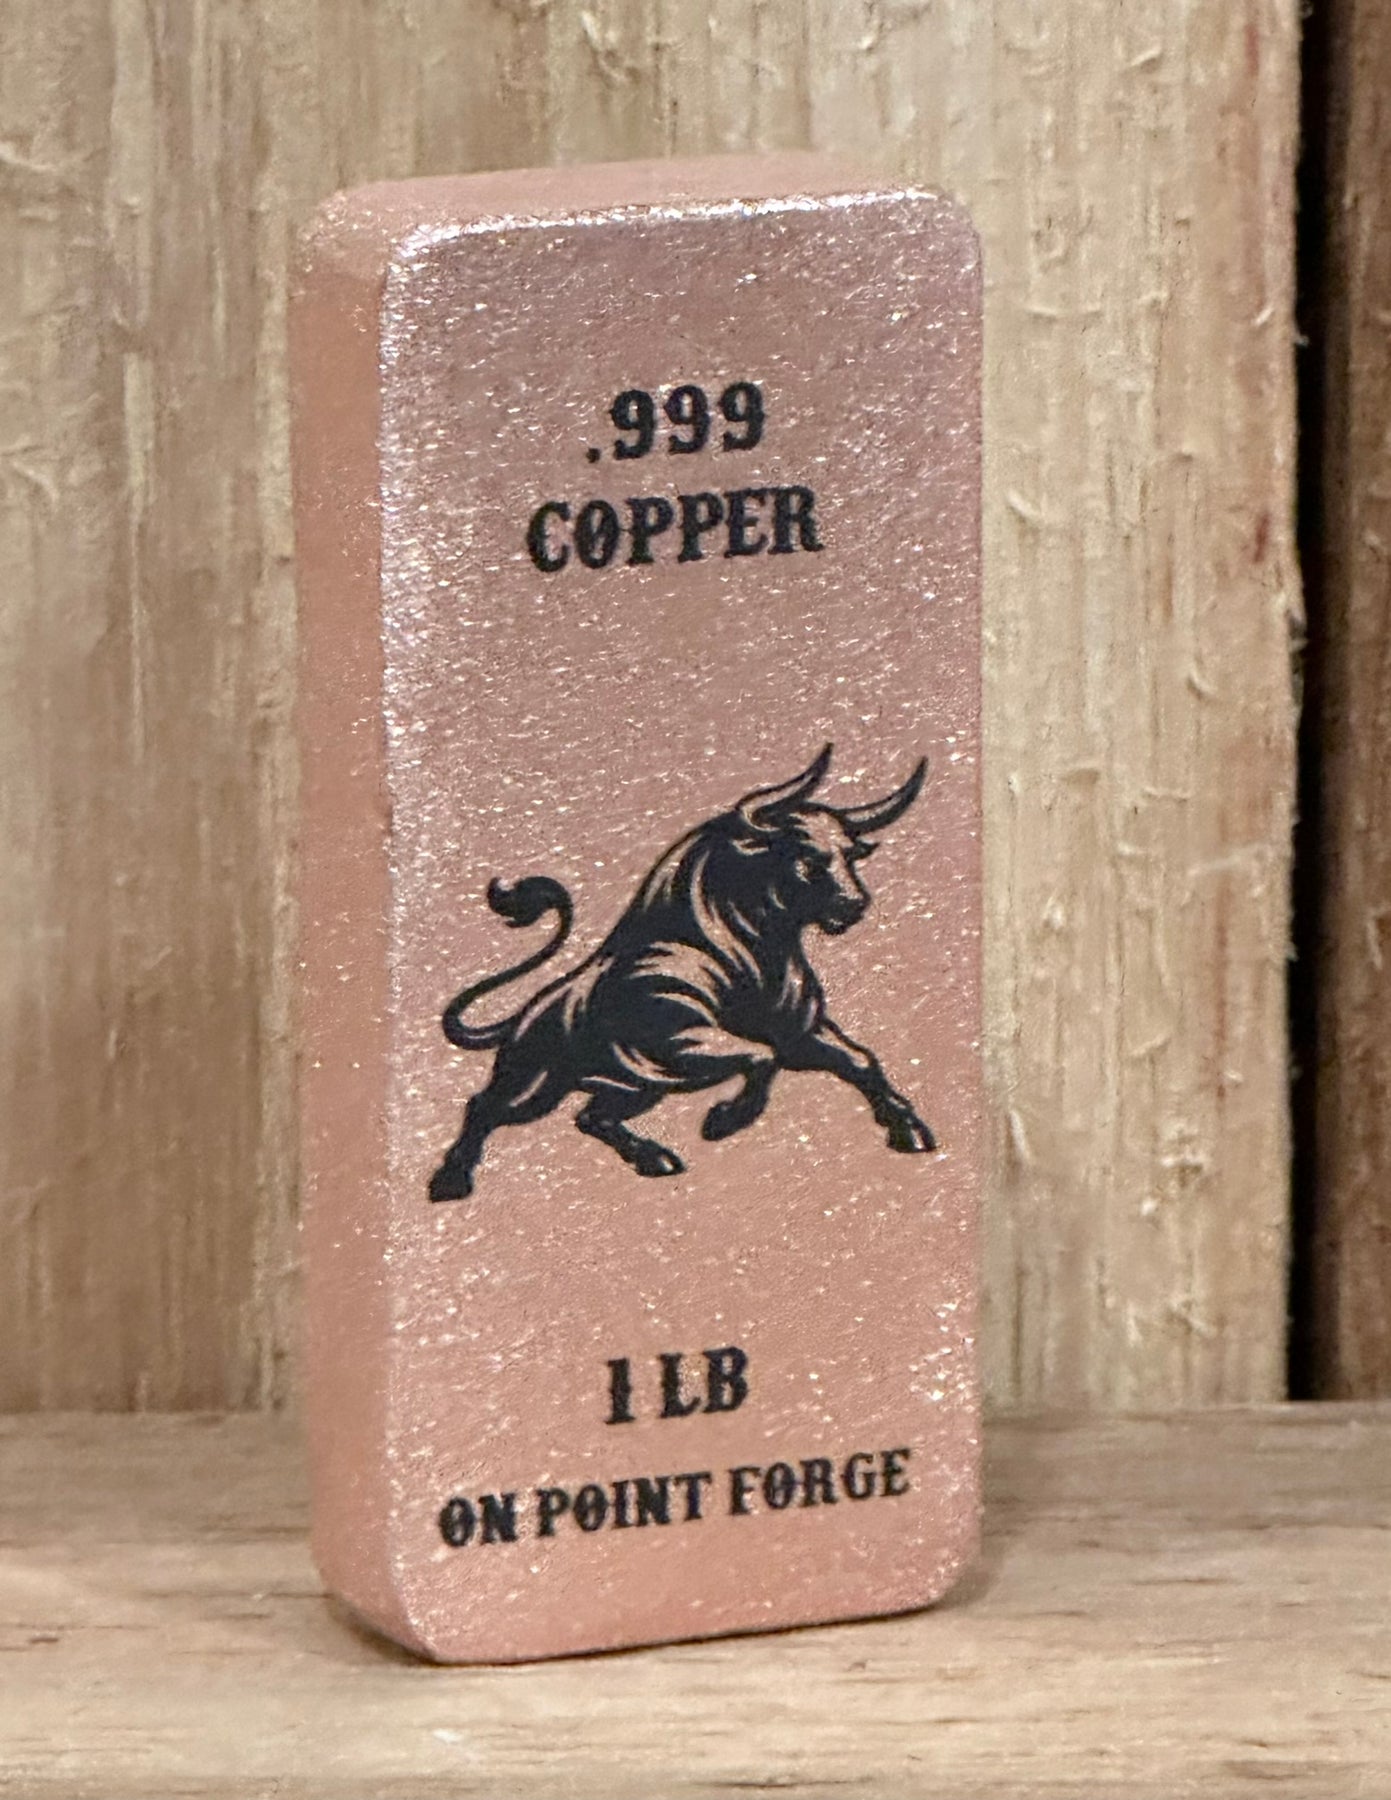 .999
COPPER
1 LB
ON POINT FORGE